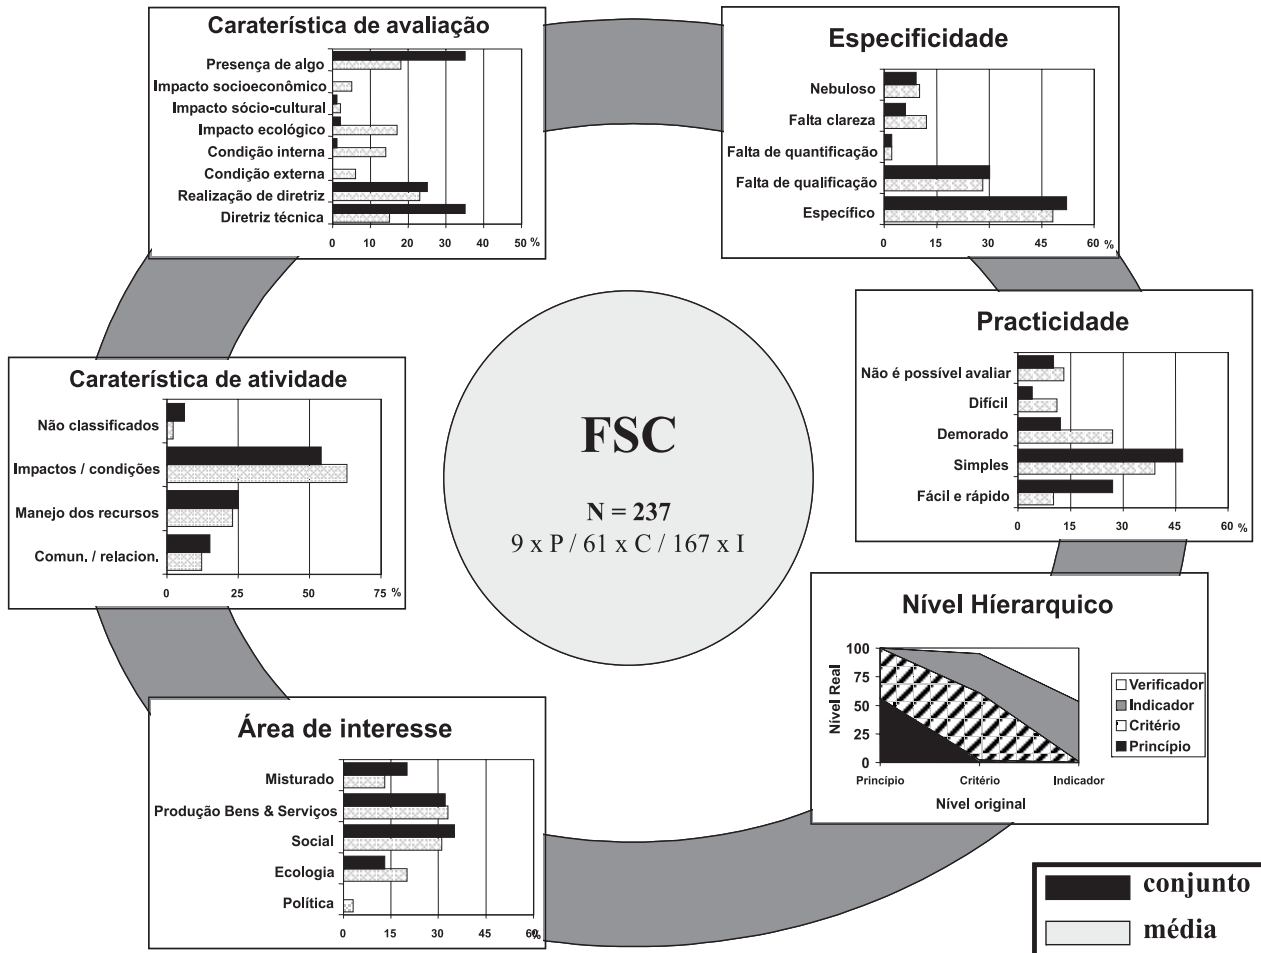 Caraterística de avaliação
Presença de algo
Impacto socioeconômico
Impacto sócio-cultural
Impacto ecológico
Condição interna
Condição externa
Realização de diretriz
Diretriz técnica
0 10 20 30 40 50 %
Especificidade
Nebuloso
Falta clareza
Falta de quantificação
Falta de qualificação
Específico
0 15 30 45 60 %
Practicidade
Não é possível avaliar
Difícil
Demorado
Simples
Fácil e rápido
0 15 30 45 60 %
Caraterística de atividade
Não classificados
Impactos / condições
Manejo dos recursos
Comun. / relacion.
0 25 50 75 %
FSC
N = 237
9 x P / 61 x C / 167 x I
Nível Híerarquico
Nível Real
100
75
50
25
0
Princípio Critério Indicador
Nível original
Verificador
Indicador
Critério
Princípio
Área de interesse
Misturado
Produção Bens & Serviços
Social
Ecologia
Política
0 15 30 45 60 %
conjunto
média